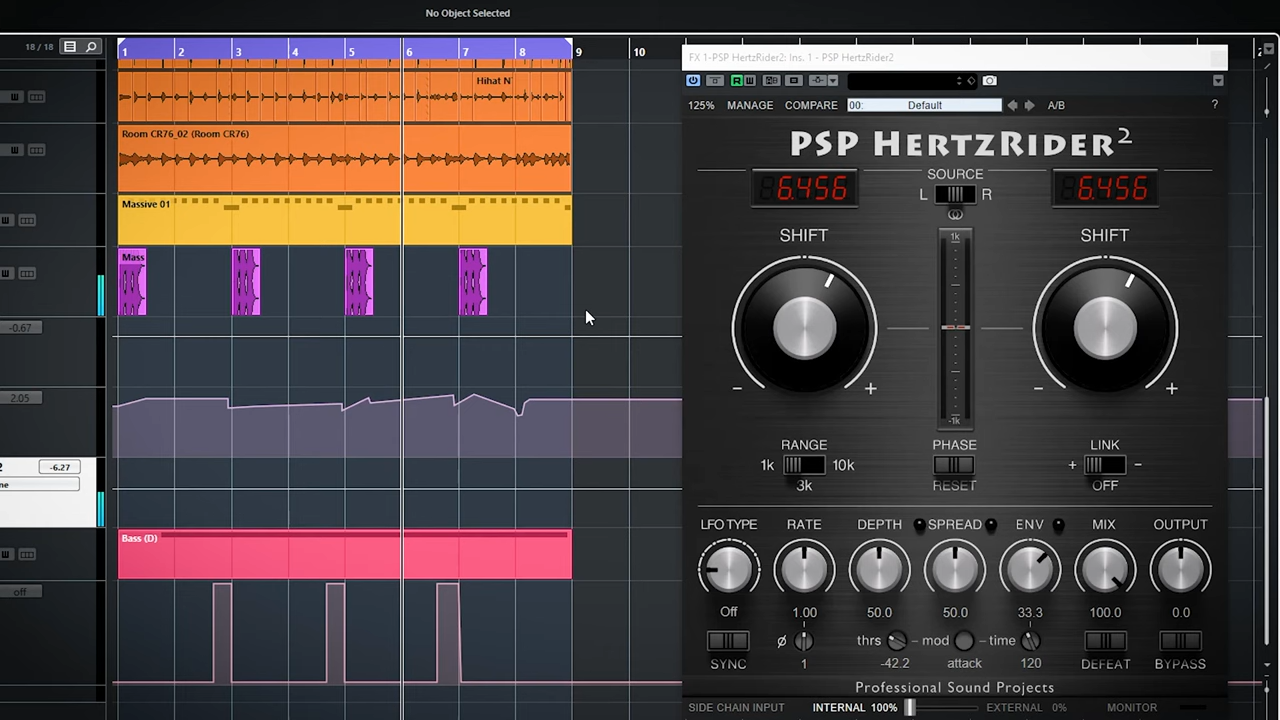 No Object Selected
18 / 18
1 2 3 4 5 6 7 8 9 10
FX 1-PSP HertzRider2: Ins. 1 - PSP HertzRider2
R W
125% MANAGE COMPARE 00: Default A/B ?
Hihat N
Room CR76_02 (Room CR76)
Massive 01
Mass
-0.67
2.05
2 -6.27
ne
Bass (D)
off
PSP HERTZRIDER2
6.456 SOURCE 6.456
L R
SHIFT 1k SHIFT
- + -1k - +
RANGE PHASE LINK
1k 10k + -
3k RESET OFF
LFO TYPE RATE DEPTH SPREAD ENV MIX OUTPUT
Off 1.00 50.0 50.0 33.3 100.0 0.0
Ø thrs mod time
SYNC 1 -42.2 attack 120 DEFEAT BYPASS
Professional Sound Projects
SIDE CHAIN INPUT INTERNAL 100% EXTERNAL 0% MONITOR